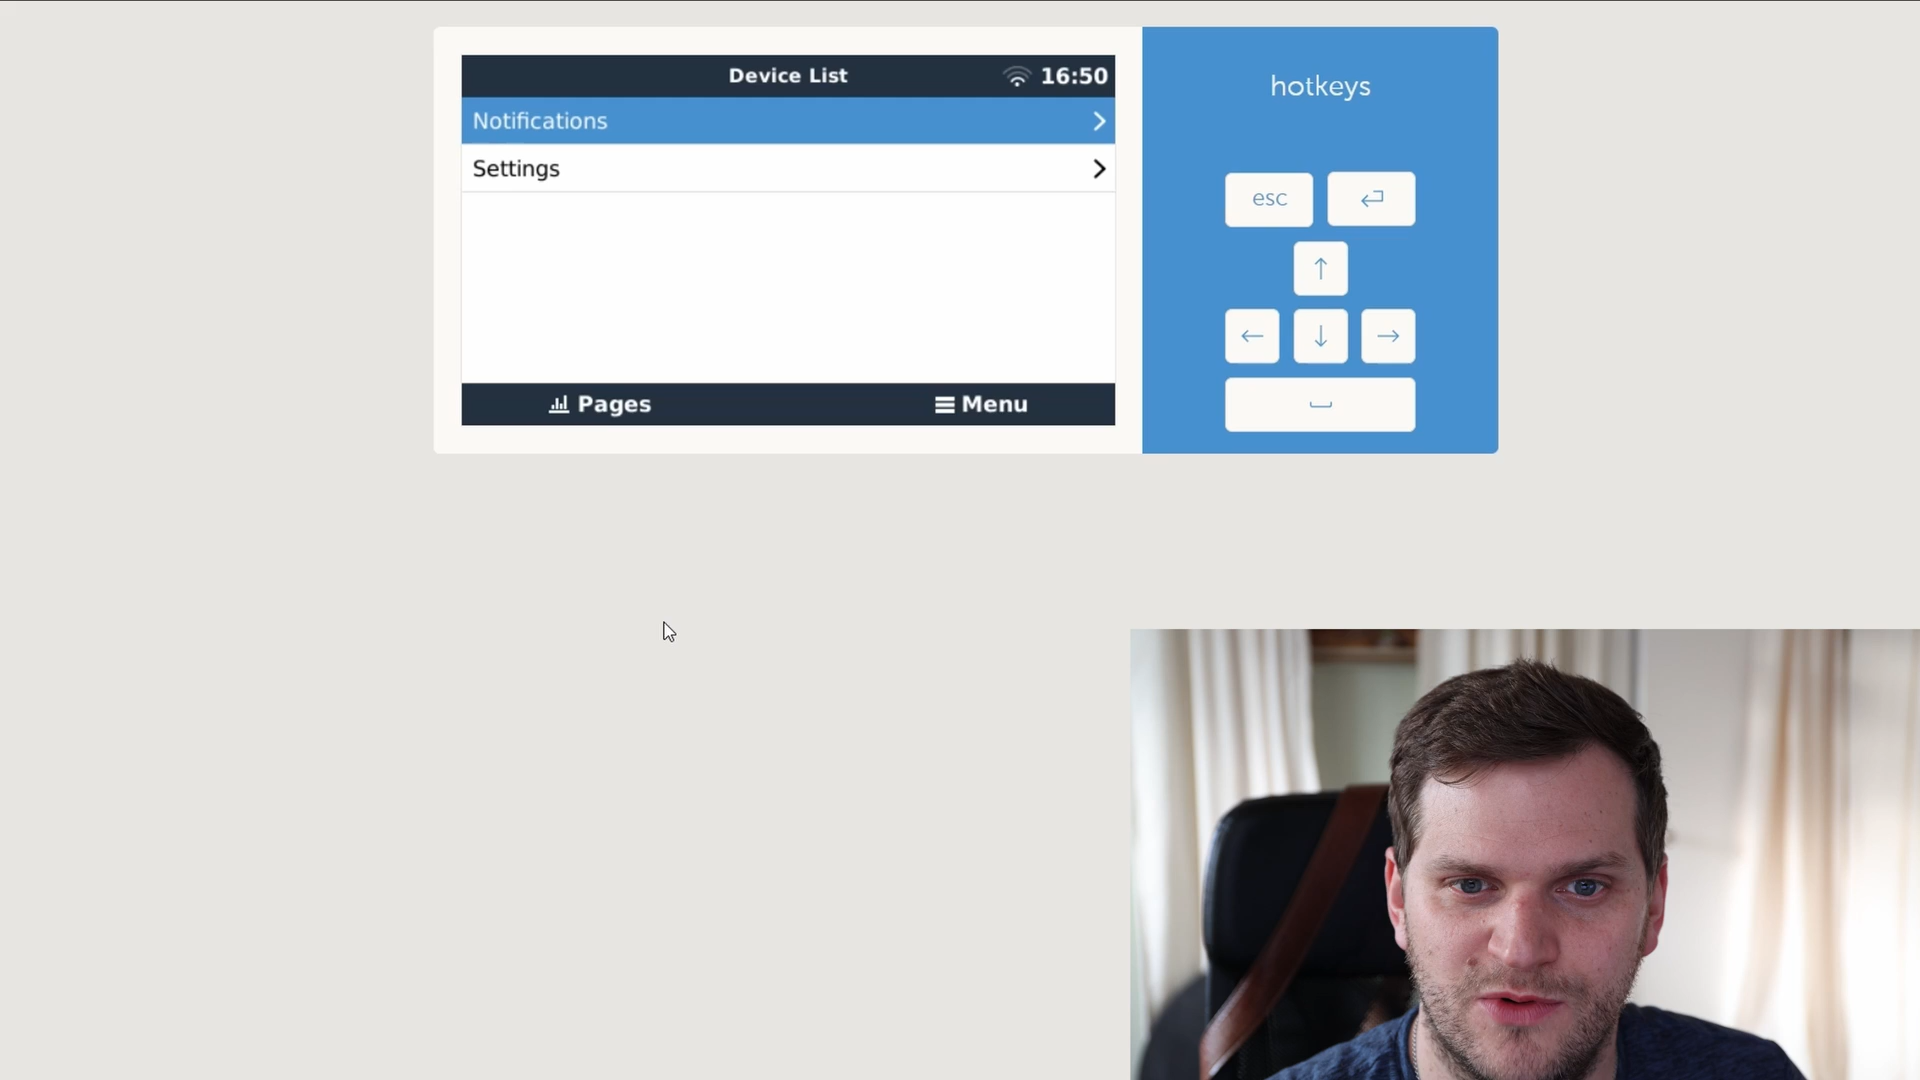 Device List
16:50
Notifications
Settings
Pages
Menu
hotkeys
esc